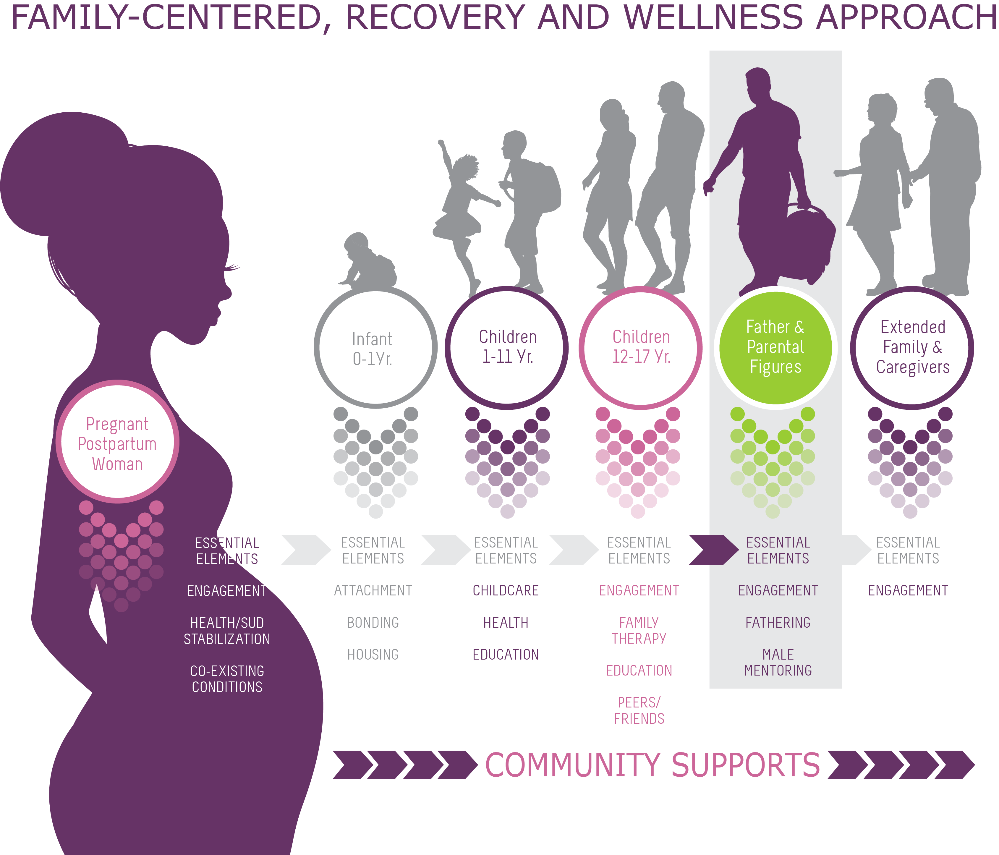 FAMILY-CENTERED, RECOVERY AND WELLNESS APPROACH
Pregnant
Postpartum
Woman
ESSENTIAL
ELEMENTS
ENGAGEMENT
HEALTH/SUD
STABILIZATION
CO-EXISTING
CONDITIONS
Infant
0-1Yr.
ESSENTIAL
ELEMENTS
ATTACHMENT
BONDING
HOUSING
Children
1-11 Yr.
ESSENTIAL
ELEMENTS
CHILDCARE
HEALTH
EDUCATION
Children
12-17 Yr.
ESSENTIAL
ELEMENTS
ENGAGEMENT
FAMILY
THERAPY
EDUCATION
PEERS/
FRIENDS
Father &
Parental
Figures
ESSENTIAL
ELEMENTS
ENGAGEMENT
FATHERING
MALE
MENTORING
Extended
Family &
Caregivers
ESSENTIAL
ELEMENTS
ENGAGEMENT
COMMUNITY SUPPORTS